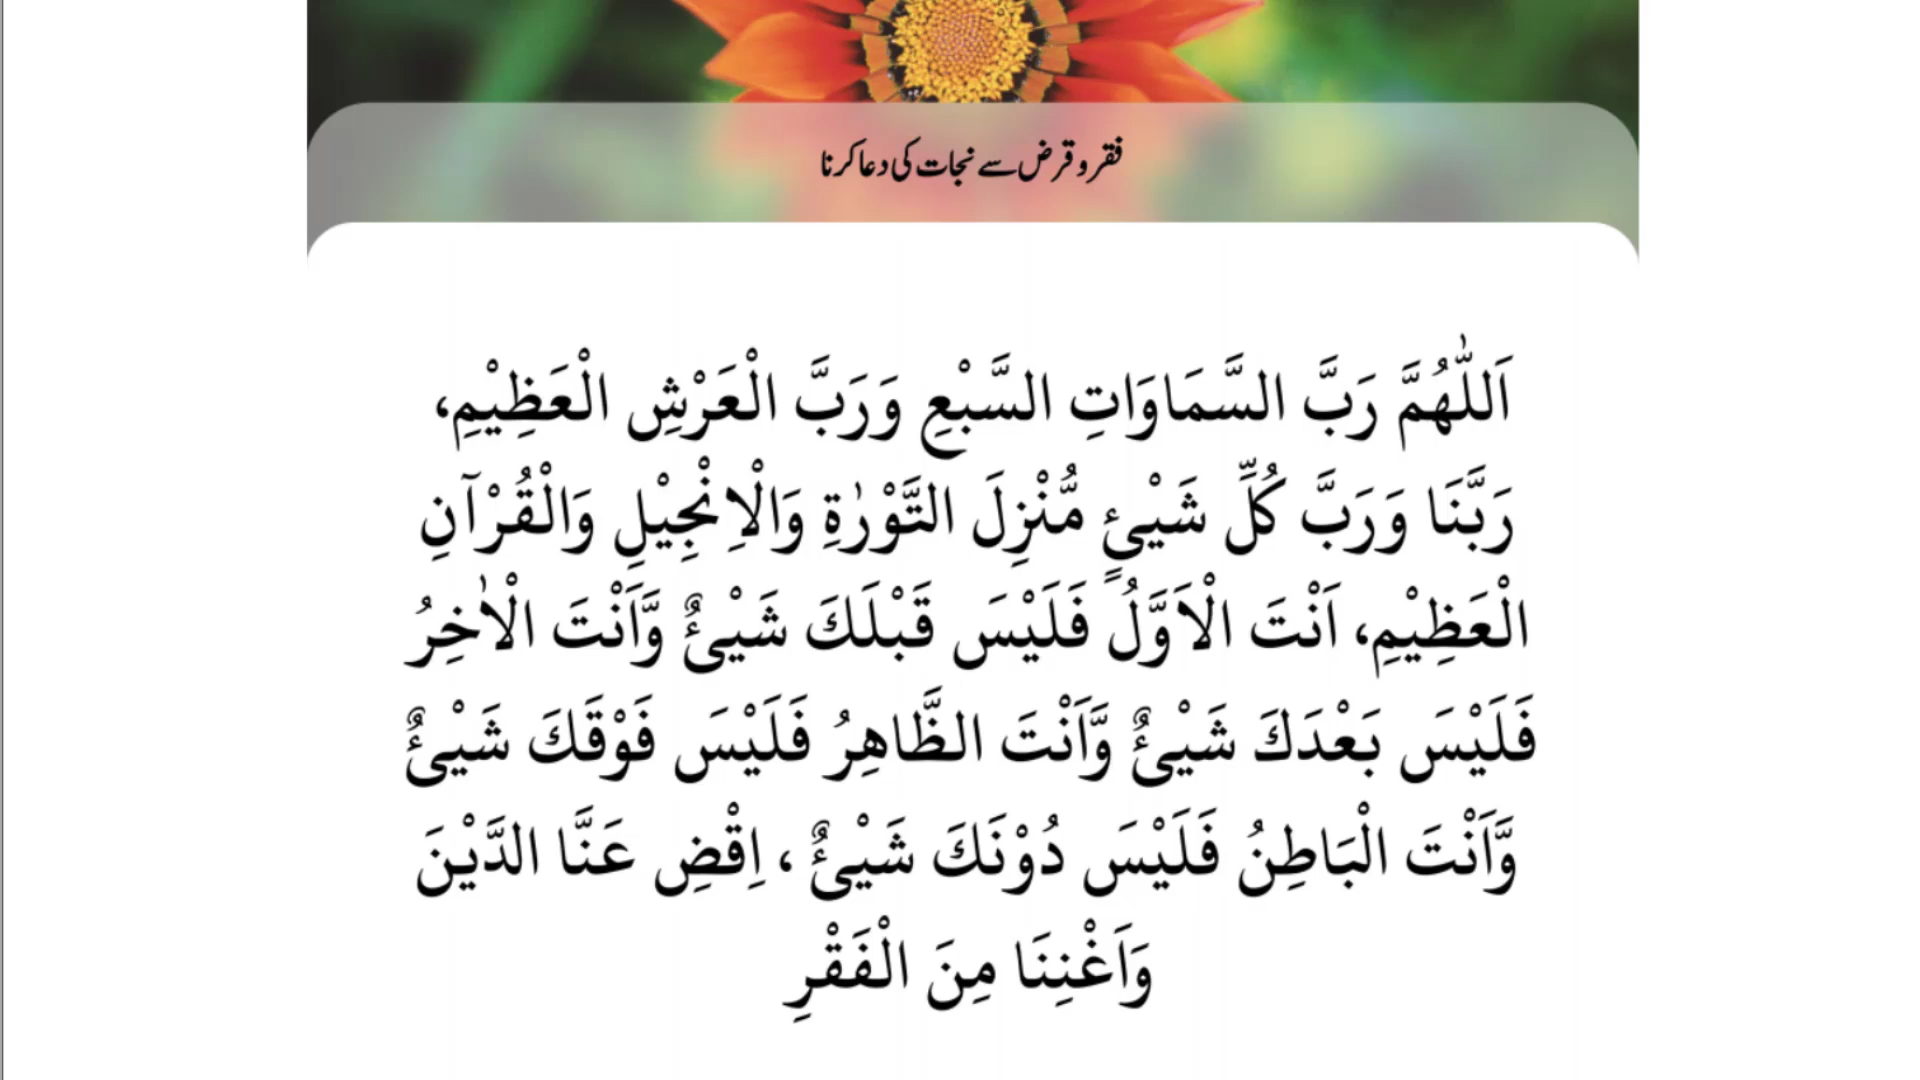 فقر و قرض سے نجات کی دعا کرنا
اَللّٰهُمَّ رَبَّ السَّمَاوَاتِ السَّبْعِ وَرَبَّ الْعَرْشِ الْعَظِيْمِ،
رَبَّنَا وَرَبَّ كُلِّ شَيْئٍ مُّنْزِلَ التَّوْرٰةِ وَالْاِنْجِيْلِ وَالْقُرْآنِ
الْعَظِيْمِ، اَنْتَ الْاَوَّلُ فَلَيْسَ قَبْلَكَ شَيْئٌ وَّاَنْتَ الْاٰخِرُ
فَلَيْسَ بَعْدَكَ شَيْئٌ وَّاَنْتَ الظَّاهِرُ فَلَيْسَ فَوْقَكَ شَيْئٌ
وَّاَنْتَ الْبَاطِنُ فَلَيْسَ دُوْنَكَ شَيْئٌ ، اِقْضِ عَنَّا الدَّيْنَ
وَاَغْنِنَا مِنَ الْفَقْرِ